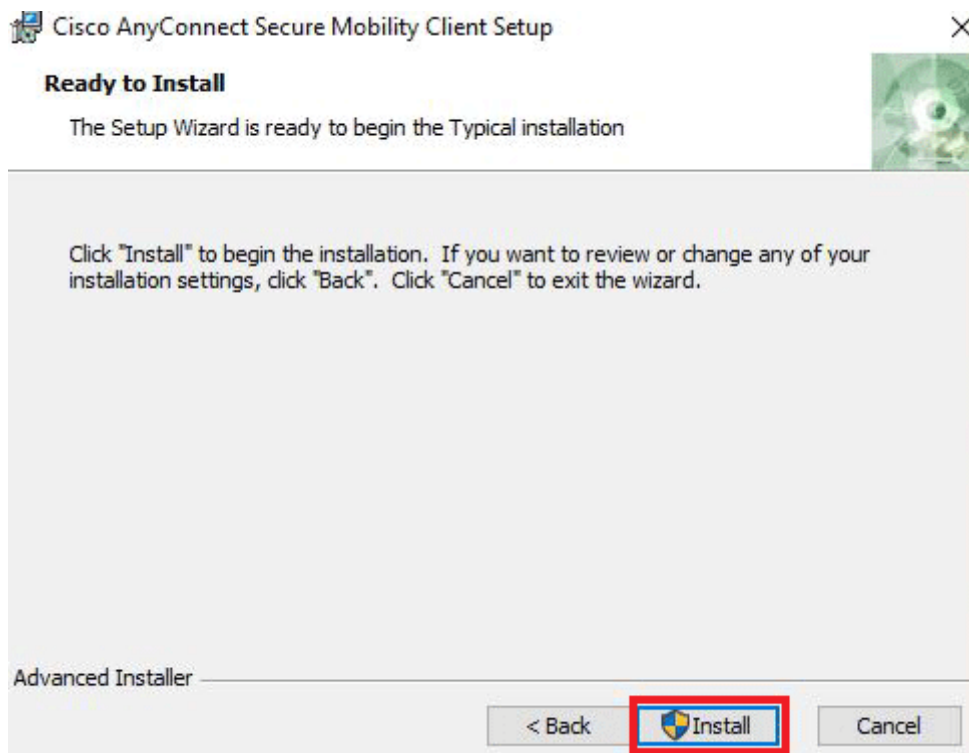 Cisco AnyConnect Secure Mobility Client Setup
Ready to Install
The Setup Wizard is ready to begin the Typical installation
Click "Install" to begin the installation.  If you want to review or change any of your
installation settings, click "Back".  Click "Cancel" to exit the wizard.
Advanced Installer
< Back Install Cancel